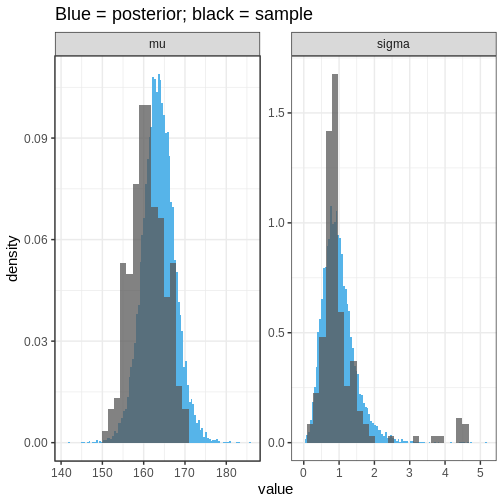 Blue = posterior; black = sample
mu
sigma
density
0.09
0.06
0.03
0.00
1.5
1.0
0.5
0.0
140 150 160 170 180
0 1 2 3 4 5
value